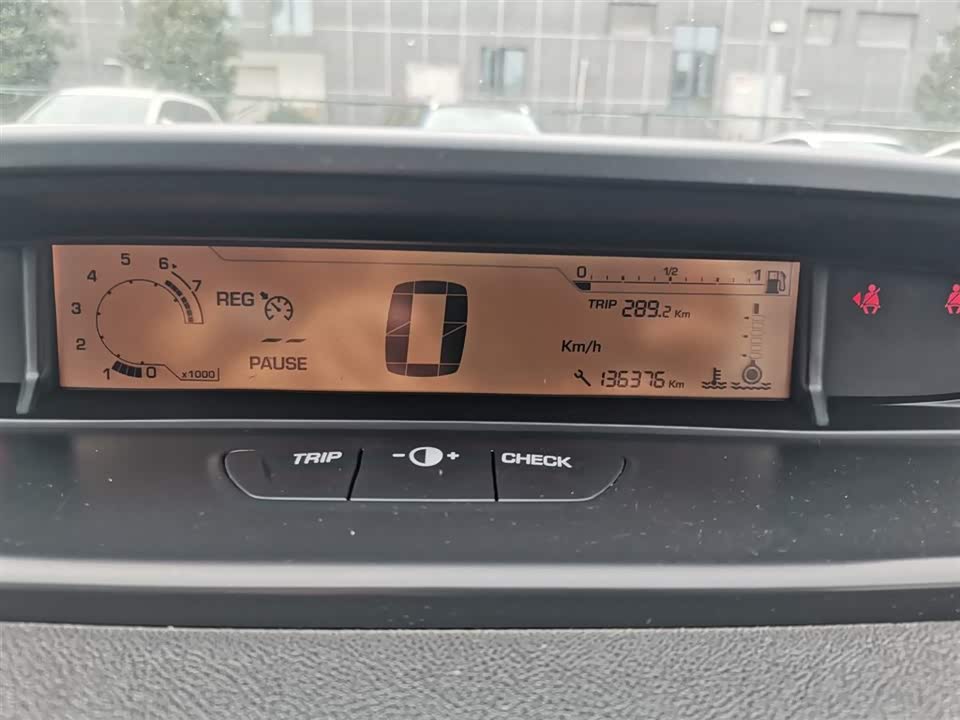 5
6
4
7
3
2
1
0
x1000
REG
--
PAUSE
0
Km/h
0 1/2 1
TRIP 289.2 Km
136376 Km
TRIP
- +
CHECK